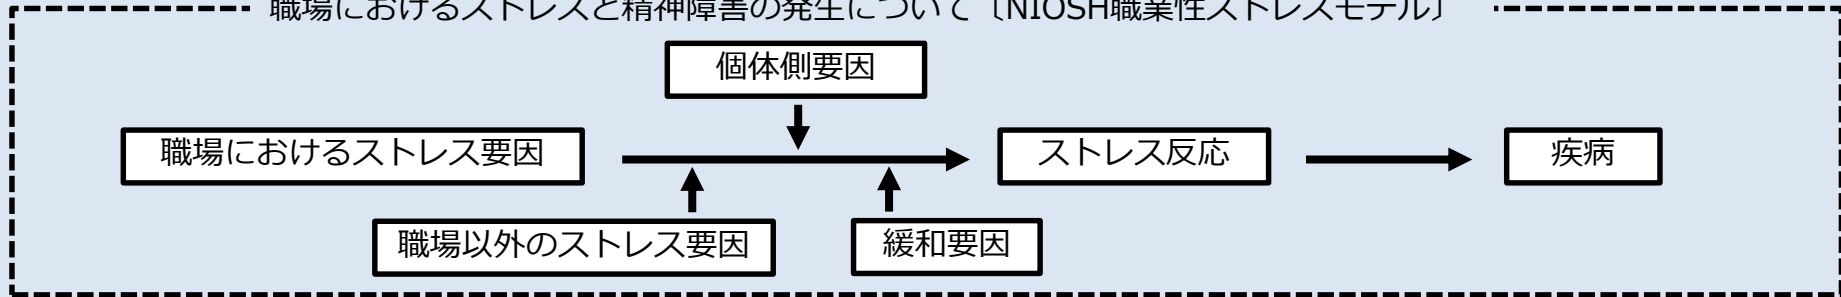 職場におけるストレスと精神障害の発生について〔NIOSH職業性ストレスモデル〕
個体側要因
職場におけるストレス要因
ストレス反応
疾病
職場以外のストレス要因
緩和要因